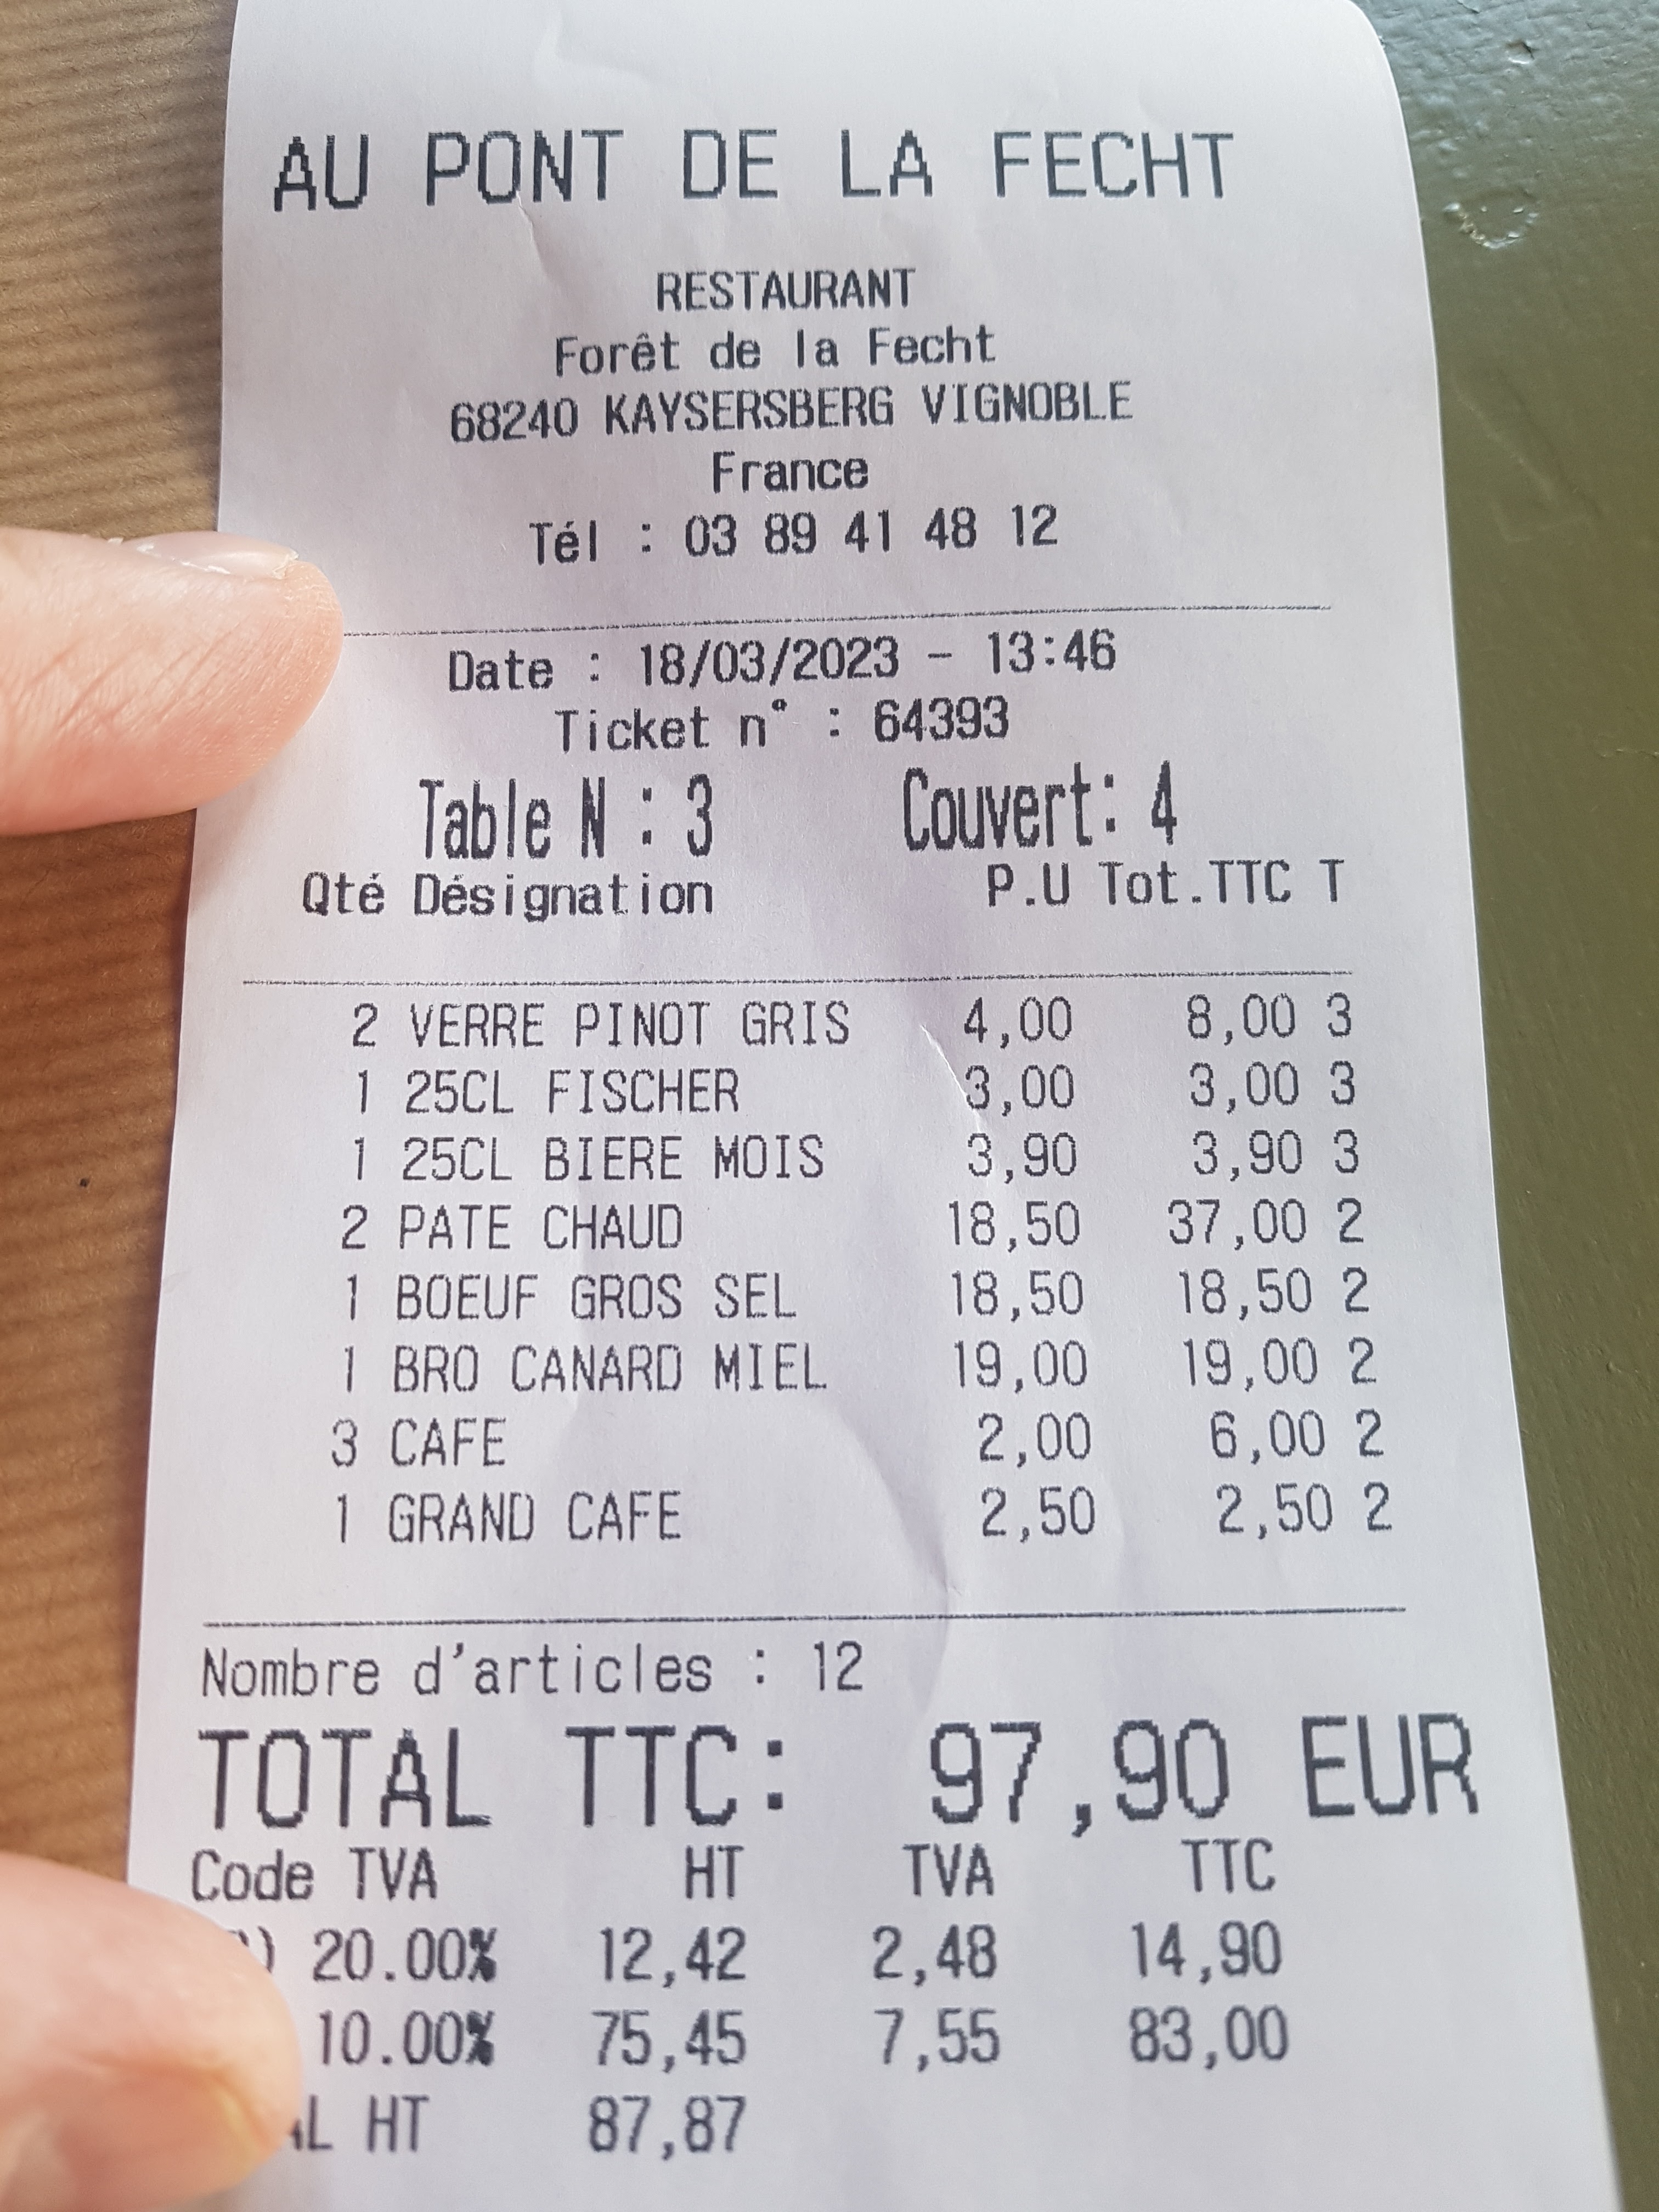 AU PONT DE LA FECHT
RESTAURANT
Forêt de la Fecht
68240 KAYSERSBERG VIGNOBLE
France
Tél : 03 89 41 48 12
Date : 18/03/2023 - 13:46
Ticket n° : 64393
Table N : 3 Couvert: 4
Qté Désignation P.U Tot.TTC T
2 VERRE PINOT GRIS 4,00 8,00 3
1 25CL FISCHER 3,00 3,00 3
1 25CL BIERE MOIS 3,90 3,90 3
2 PATE CHAUD 18,50 37,00 2
1 BOEUF GROS SEL 18,50 18,50 2
1 BRO CANARD MIEL 19,00 19,00 2
3 CAFE 2,00 6,00 2
1 GRAND CAFE 2,50 2,50 2
Nombre d'articles : 12
TOTAL TTC: 97,90 EUR
Code TVA HT TVA TTC
20.00% 12,42 2,48 14,90
10.00% 75,45 7,55 83,00
HT 87,87